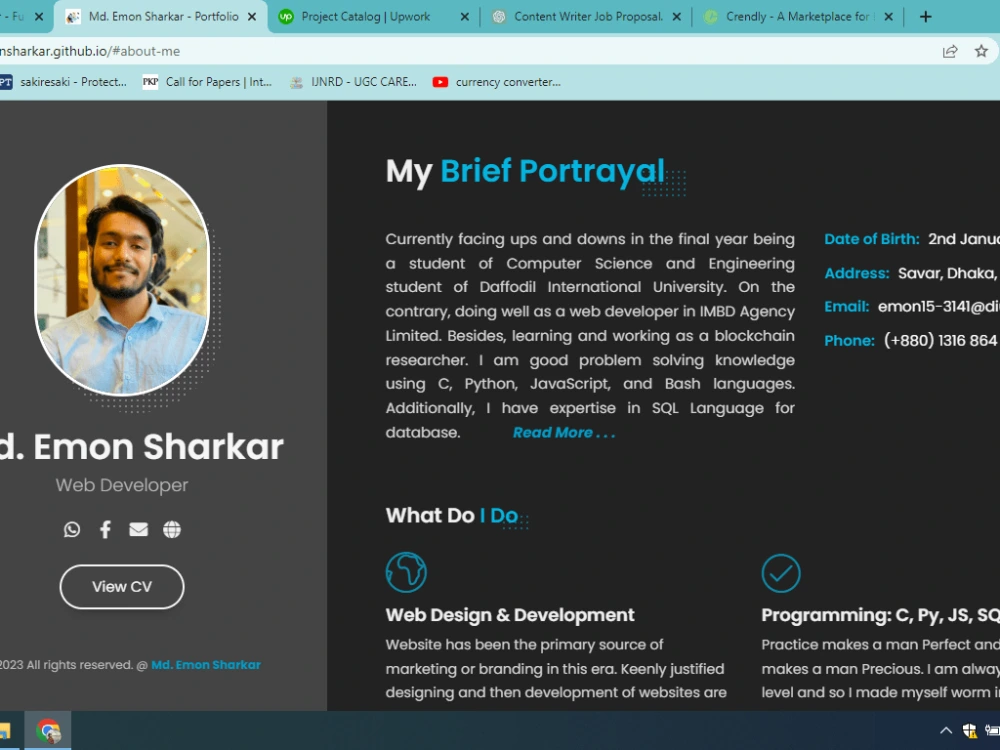 - Fu
Md. Emon Sharkar - Portfolio
up Project Catalog | Upwork
Content Writer Job Proposal.
Crendly - A Marketplace for
nsharkar.github.io/#about-me
PT sakiresaki - Protect...
PKP Call for Papers | Int...
IJNRD - UGC CARE...
currency converter...
d. Emon Sharkar
Web Developer
View CV
2023 All rights reserved. @ Md. Emon Sharkar
My Brief Portrayal
Currently facing ups and downs in the final year being
a student of Computer Science and Engineering
student of Daffodil International University. On the
contrary, doing well as a web developer in IMBD Agency
Limited. Besides, learning and working as a blockchain
researcher. I am good problem solving knowledge
using C, Python, JavaScript, and Bash languages.
Additionally, I have expertise in SQL Language for
database. Read More . . .
Date of Birth: 2nd Janua
Address: Savar, Dhaka,
Email: emon15-3141@di
Phone: (+880) 1316 864
What Do I Do
Web Design & Development
Website has been the primary source of
marketing or branding in this era. Keenly justified
designing and then development of websites are
Programming: C, Py, JS, SQ
Practice makes a man Perfect and
makes a man Precious. I am alway
level and so I made myself worm i